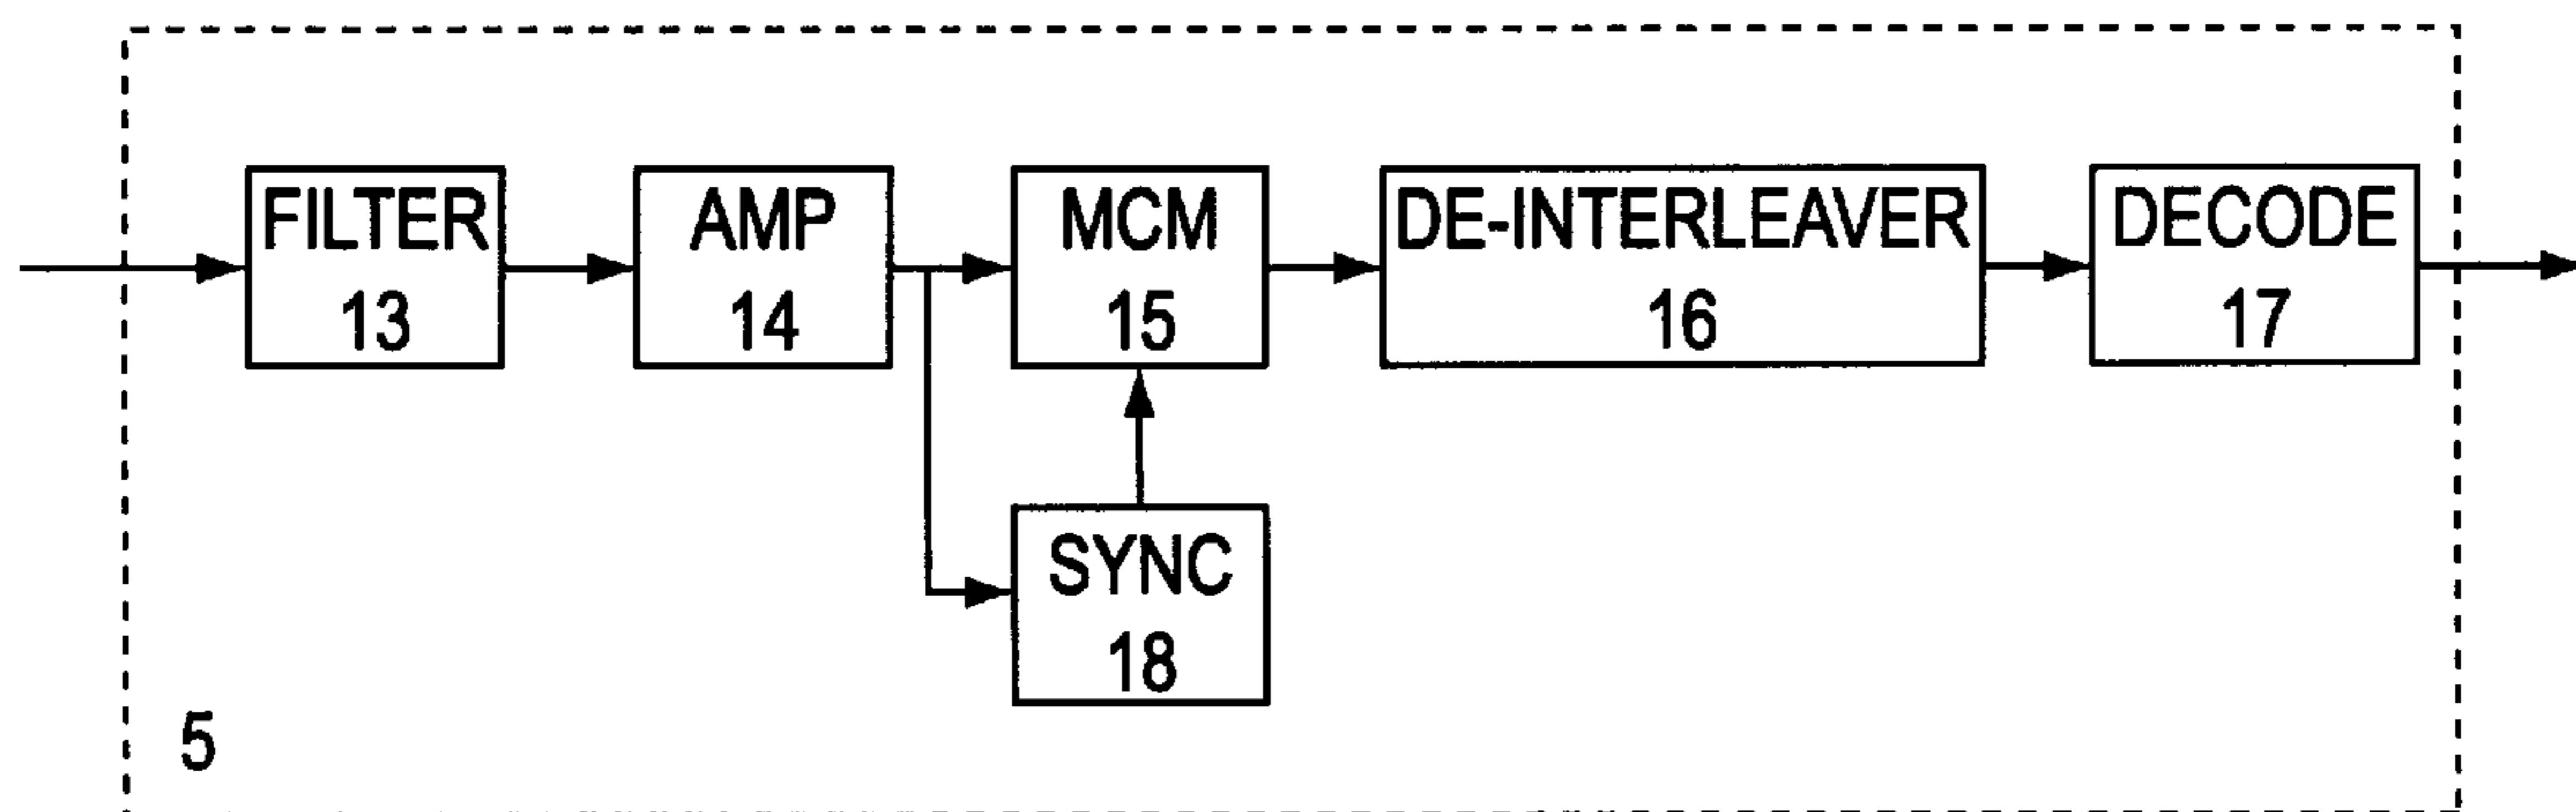 FILTER
13
AMP
14
MCM
15
DE-INTERLEAVER
16
DECODE
17
SYNC
18
5